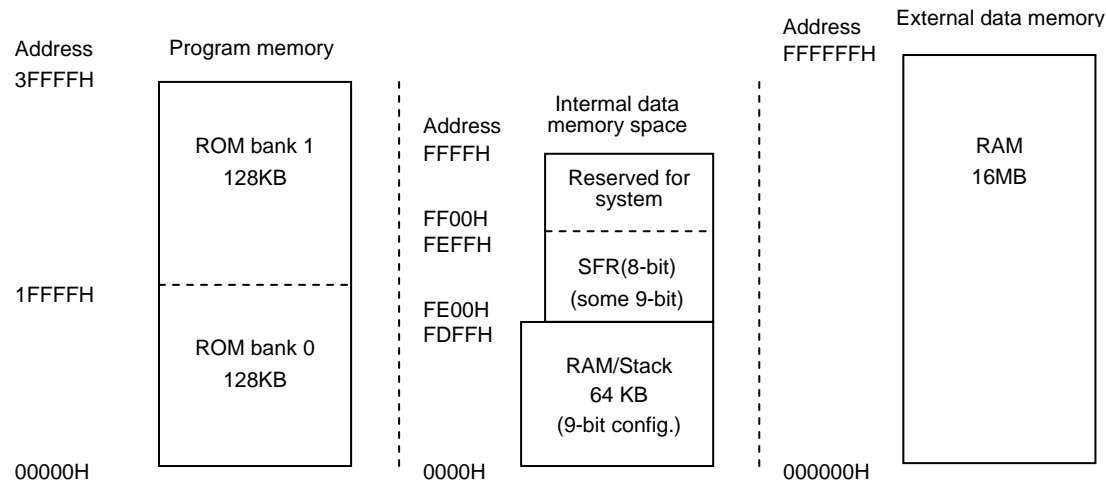 Address
3FFFFH
Program memory
ROM bank 1
128KB
1FFFFH
ROM bank 0
128KB
00000H
Address
FFFFH
Intermal data
memory space
Reserved for
system
FF00H
FEFFH
SFR(8-bit)
(some 9-bit)
FE00H
FDFFH
RAM/Stack
64 KB
(9-bit config.)
0000H
Address
FFFFFFH
External data memory
RAM
16MB
000000H